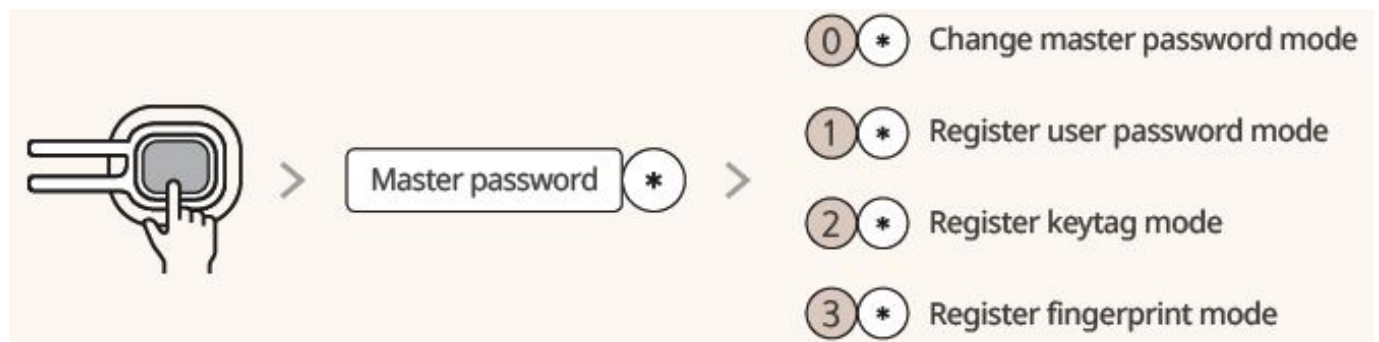 0 * Change master password mode
1 * Register user password mode
> Master password * >
2 * Register keytag mode
3 * Register fingerprint mode